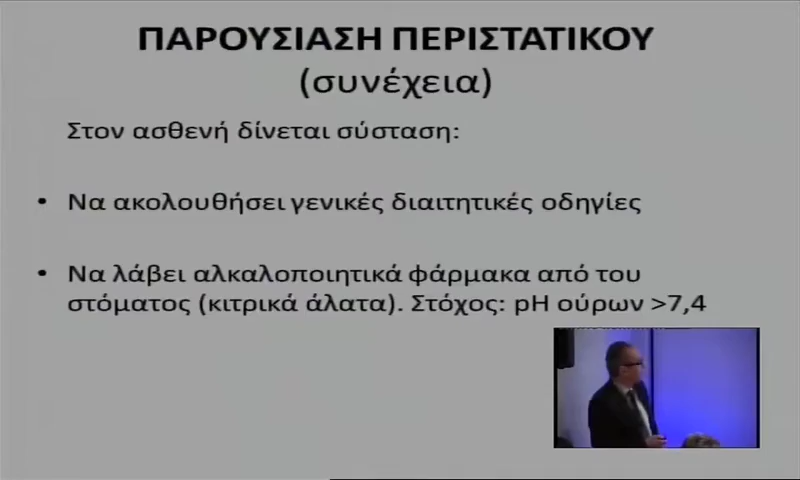 ΠΑΡΟΥΣΙΑΣΗ ΠΕΡΙΣΤΑΤΙΚΟΥ
(συνέχεια)
Στον ασθενή δίνεται σύσταση:
• Να ακολουθήσει γενικές διαιτητικές οδηγίες
• Να λάβει αλκαλοποιητικά φάρμακα από του
στόματος (κιτρικά άλατα). Στόχος: pH ούρων >7,4